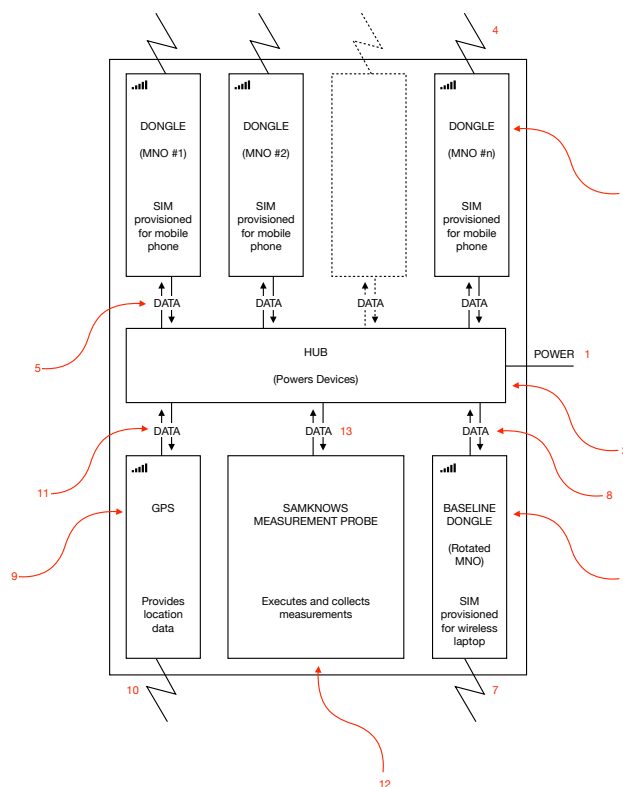 4
DONGLE
(MNO #1)
SIM
provisioned
for mobile
phone
DONGLE
(MNO #2)
SIM
provisioned
for mobile
phone
DONGLE
(MNO #n)
SIM
provisioned
for mobile
phone
DATA
DATA
DATA
DATA
5
HUB
(Powers Devices)
POWER 1
DATA
DATA 13
DATA
11
8
GPS
Provides
location
data
9
SAMKNOWS
MEASUREMENT PROBE
Executes and collects
measurements
BASELINE
DONGLE
(Rotated
MNO)
SIM
provisioned
for wireless
laptop
10
7
12